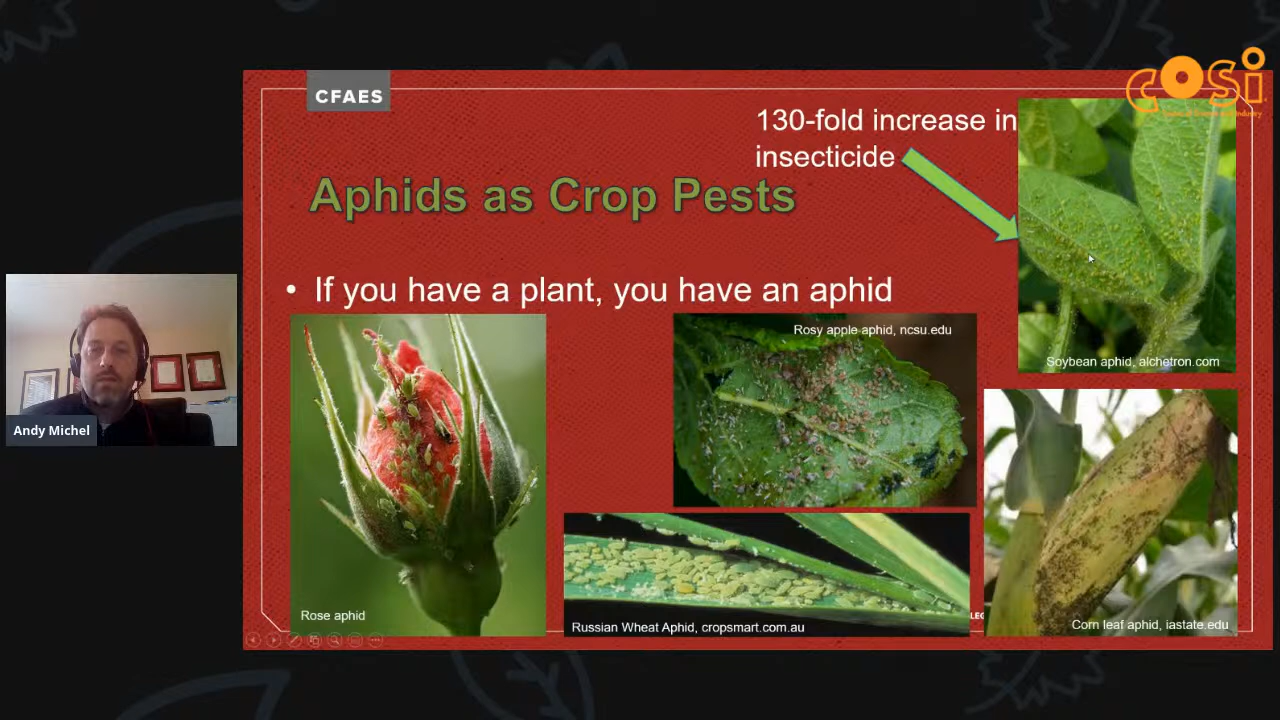 CFAES
COSI
130-fold increase in
insecticide
Aphids as Crop Pests
• If you have a plant, you have an aphid
Rosy apple aphid, ncsu.edu
Soybean aphid, alchetron.com
Andy Michel
Rose aphid
Russian Wheat Aphid, cropsmart.com.au
Corn leaf aphid, iastate.edu